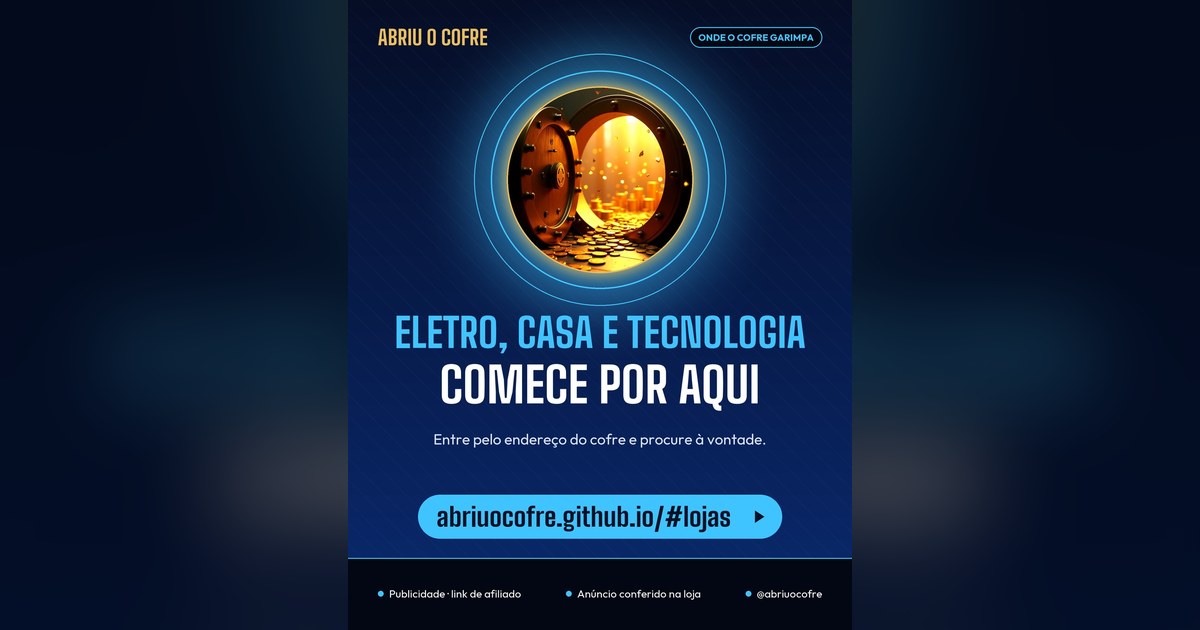 ABRIU O COFRE
ONDE O COFRE GARIMPA
ELETRO, CASA E TECNOLOGIA
COMECE POR AQUI
Entre pelo endereço do cofre e procure à vontade.
abriuocofre.github.io/#lojas
Publicidade · link de afiliado
Anúncio conferido na loja
@abriuocofre